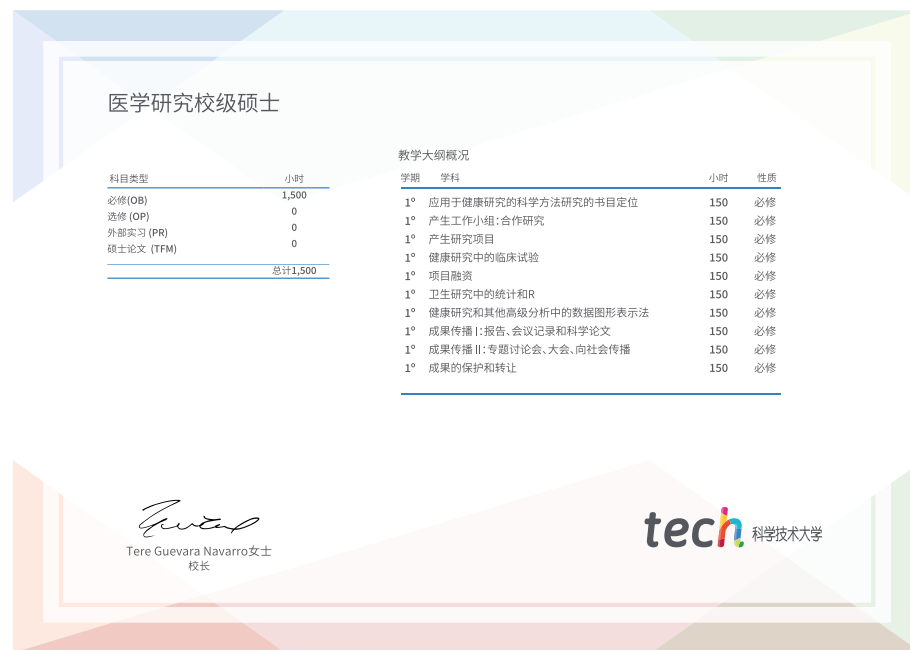 医学研究校级硕士
科目类型 小时
必修(OB) 1,500
选修 (OP) 0
外部实习 (PR) 0
硕士论文 (TFM) 0
总计1,500
教学大纲概况
学期 学科 小时 性质
1º 应用于健康研究的科学方法研究的书目定位 150 必修
1º 产生工作小组:合作研究 150 必修
1º 产生研究项目 150 必修
1º 健康研究中的临床试验 150 必修
1º 项目融资 150 必修
1º 卫生研究中的统计和R 150 必修
1º 健康研究和其他高级分析中的数据图形表示法 150 必修
1º 成果传播 I:报告、会议记录和科学论文 150 必修
1º 成果传播 II:专题讨论会、大会、向社会传播 150 必修
1º 成果的保护和转让 150 必修
Tere Guevara Navarro女士
校长
tech 科学技术大学